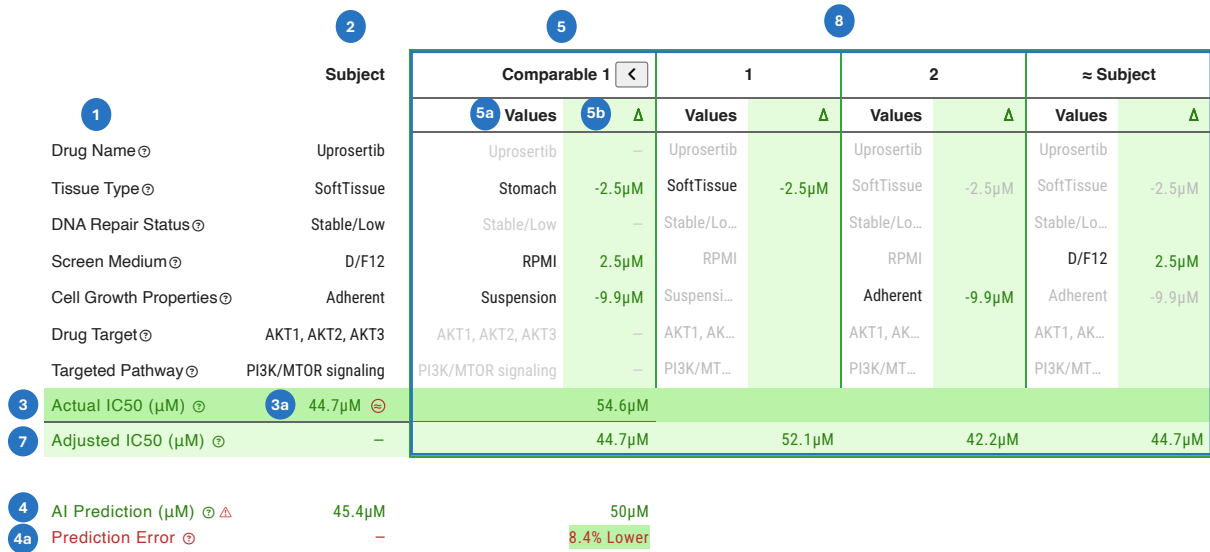 2 5 8
Subject Comparable 1 < 1 2 ≈ Subject
1 5a Values 5b Δ Values Δ Values Δ Values Δ
Drug Name Uprosertib Uprosertib – Uprosertib Uprosertib Uprosertib
Tissue Type SoftTissue Stomach -2.5µM SoftTissue -2.5µM SoftTissue -2.5µM SoftTissue -2.5µM
DNA Repair Status Stable/Low Stable/Low – Stable/Lo... Stable/Lo... Stable/Lo...
Screen Medium D/F12 RPMI 2.5µM RPMI RPMI D/F12 2.5µM
Cell Growth Properties Adherent Suspension -9.9µM Suspensi... Adherent -9.9µM Adherent -9.9µM
Drug Target AKT1, AKT2, AKT3 AKT1, AKT2, AKT3 – AKT1, AK... AKT1, AK... AKT1, AK...
Targeted Pathway PI3K/MTOR signaling PI3K/MTOR signaling – PI3K/MT... PI3K/MT... PI3K/MT...
3 Actual IC50 (µM) 3a 44.7µM ≈ 54.6µM
7 Adjusted IC50 (µM) – 44.7µM 52.1µM 42.2µM 44.7µM
4 AI Prediction (µM) 45.4µM 50µM
4a Prediction Error – 8.4% Lower